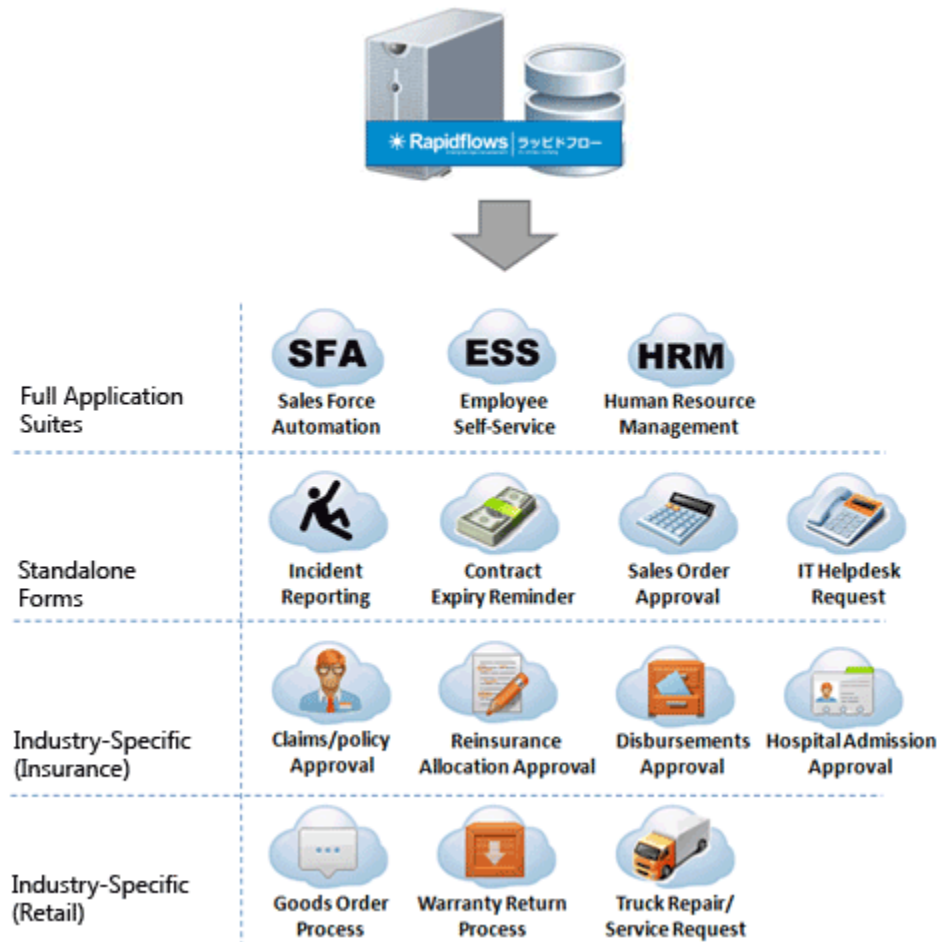 Rapidflows ラッピドフロー
SFA
ESS
HRM
Full Application
Suites
Sales Force
Automation
Employee
Self-Service
Human Resource
Management
Standalone
Forms
Incident
Reporting
Contract
Expiry Reminder
Sales Order
Approval
IT Helpdesk
Request
Industry-Specific
(Insurance)
Claims/policy
Approval
Reinsurance
Allocation Approval
Disbursements
Approval
Hospital Admission
Approval
Industry-Specific
(Retail)
Goods Order
Process
Warranty Return
Process
Truck Repair/
Service Request